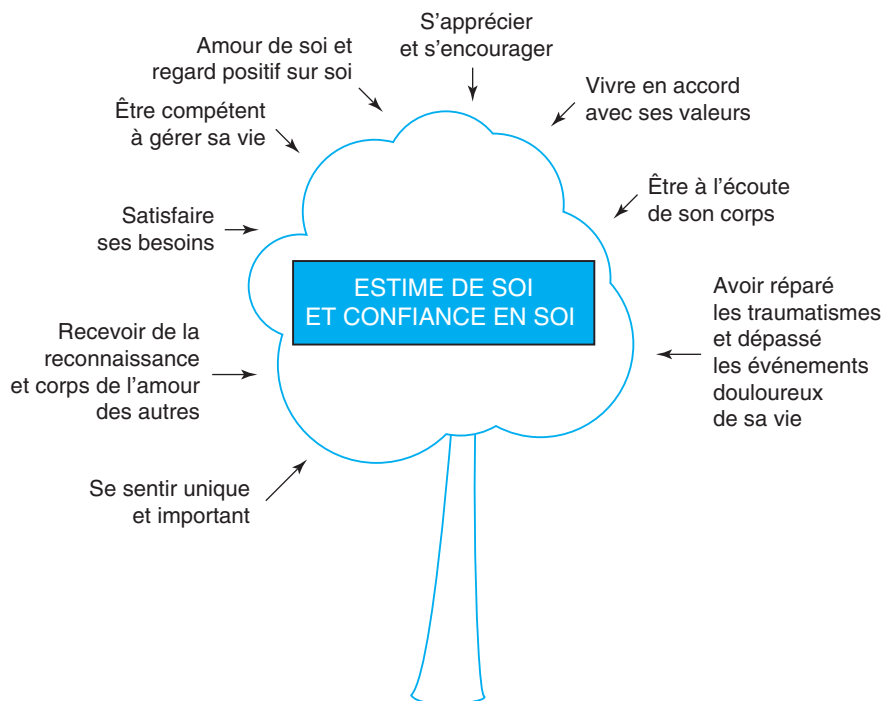 S’apprécier
et s’encourager
Amour de soi et
regard positif sur soi
Vivre en accord
avec ses valeurs
Être compétent
à gérer sa vie
Être à l’écoute
de son corps
Satisfaire
ses besoins
ESTIME DE SOI
ET CONFIANCE EN SOI
Avoir réparé
les traumatismes
et dépassé
les événements
douloureux
de sa vie
Recevoir de la
reconnaissance
et corps de l’amour
des autres
Se sentir unique
et important